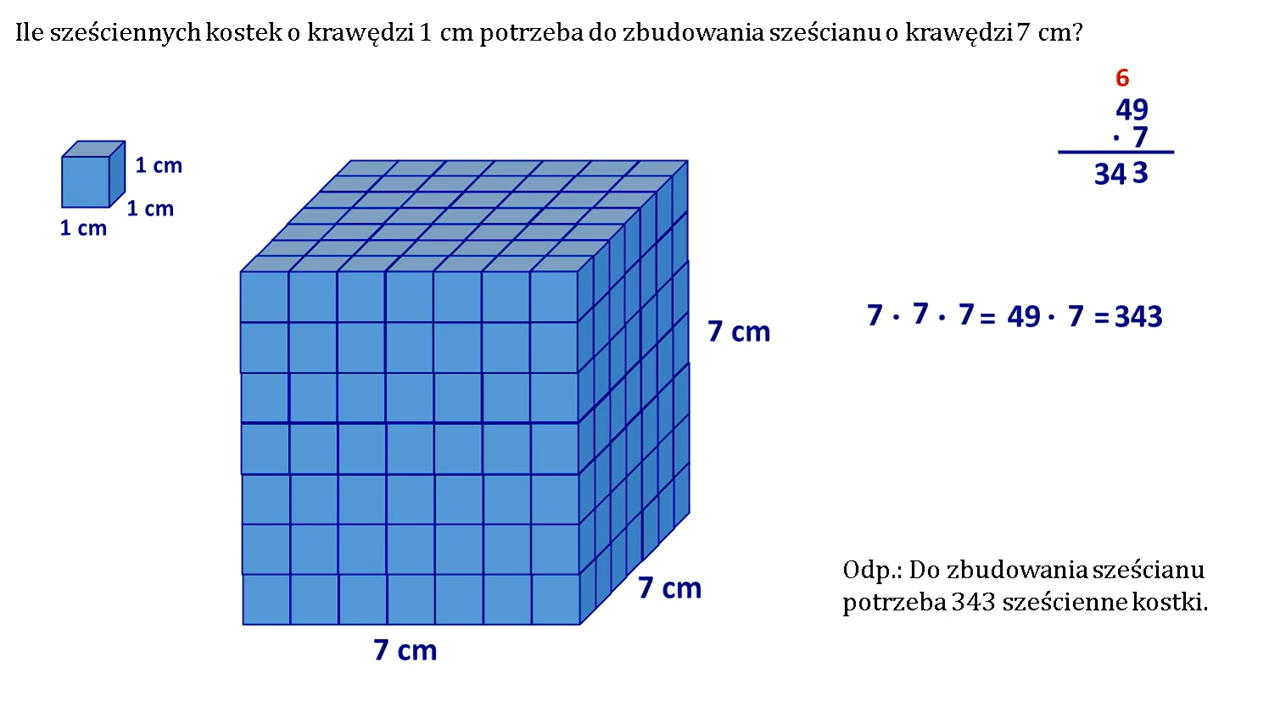 Ile sześciennych kostek o krawędzi 1 cm potrzeba do zbudowania sześcianu o krawędzi 7 cm?
6
49
· 7
343
1 cm
1 cm
1 cm
7 cm
7 · 7 · 7 = 49 · 7 = 343
7 cm
7 cm
Odp.: Do zbudowania sześcianu
potrzeba 343 sześcienne kostki.